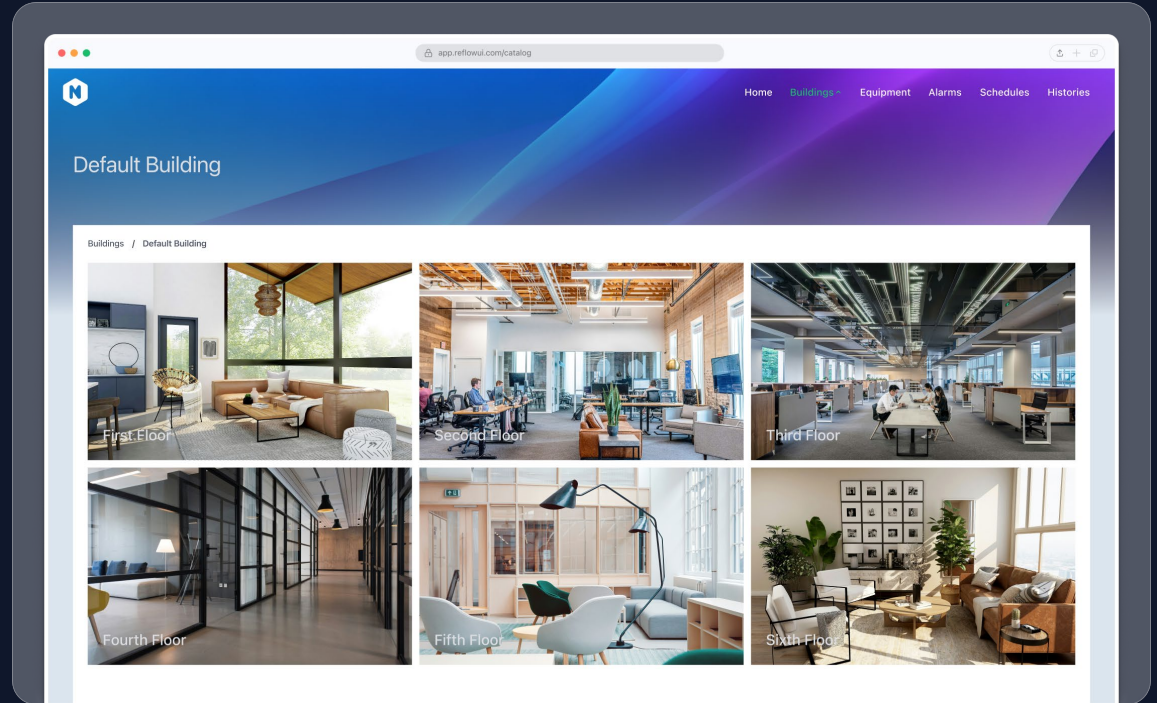 app.reflowui.com/catalog
N
Home Buildings Equipment Alarms Schedules Histories
Default Building
Buildings / Default Building
First Floor
Second Floor
Third Floor
Fourth Floor
Fifth Floor
Sixth Floor